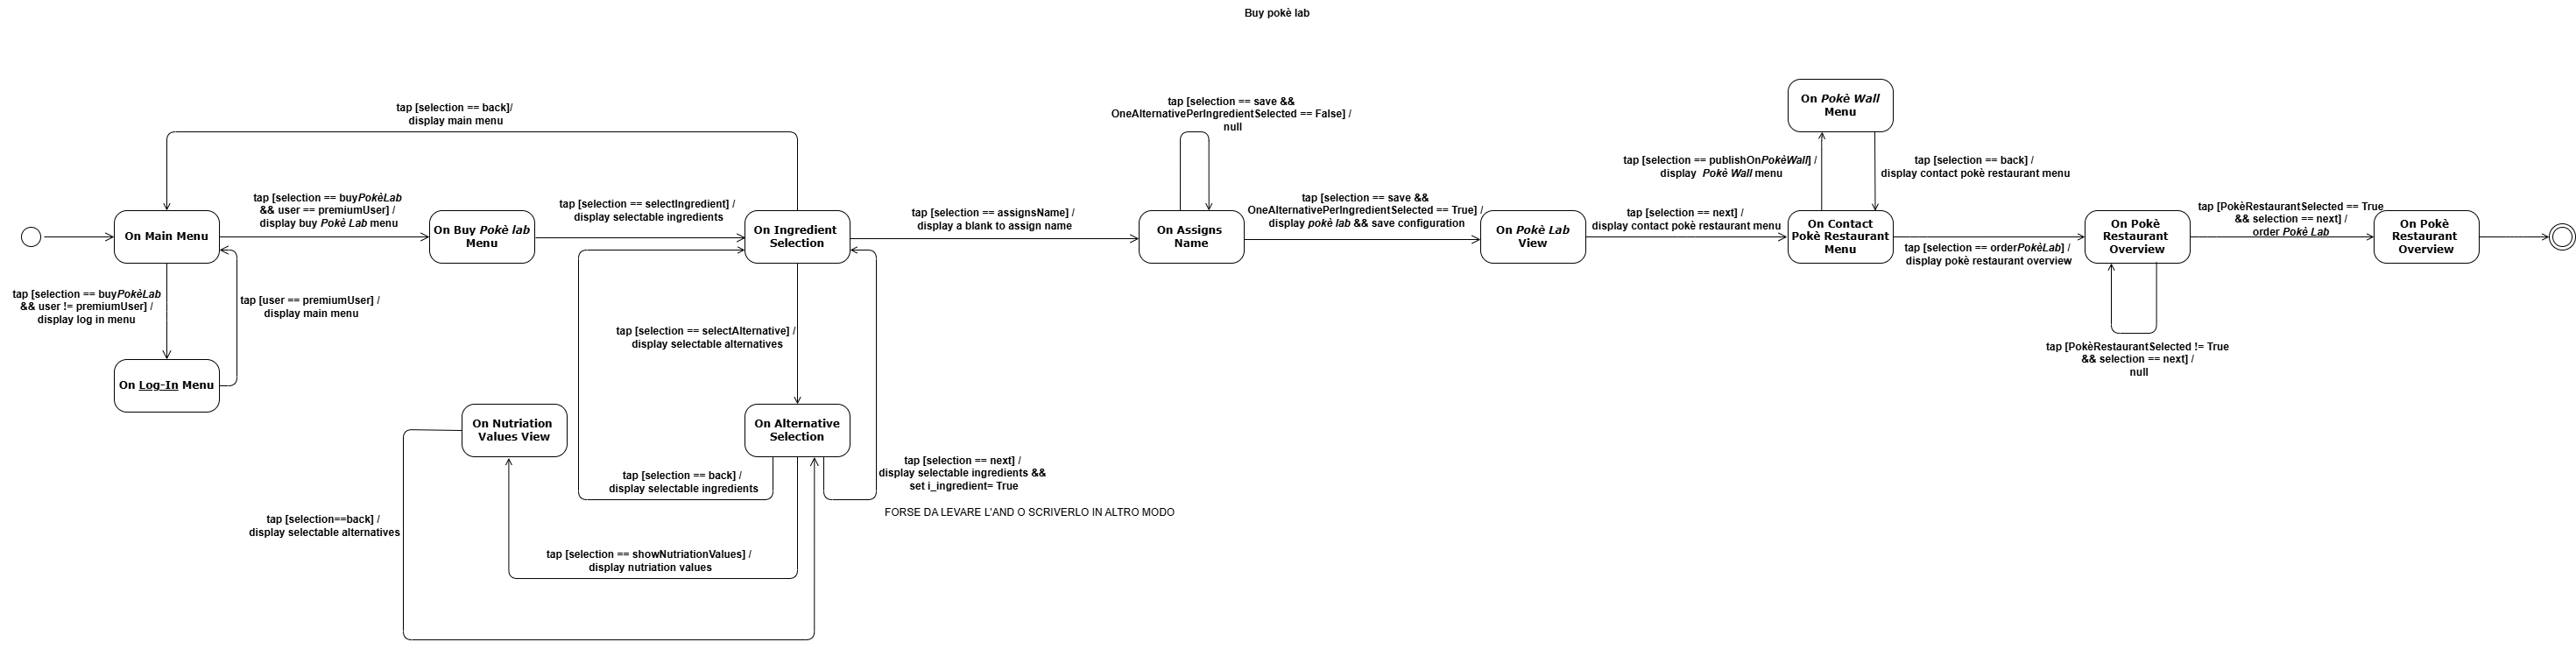 Buy pokè lab
tap [selection == back]/
display main menu
tap [selection == save &&
OneAlternativePerIngredientSelected == False] /
null
On Pokè Wall
Menu
tap [selection == publishOnPokèWall] /
display  Pokè Wall menu
tap [selection == back] /
display contact pokè restaurant menu
On Main Menu
tap [selection == buyPokèLab
&& user == premiumUser] /
display buy Pokè Lab menu
On Buy Pokè lab
Menu
tap [selection == selectIngredient] /
display selectable ingredients
On Ingredient
Selection
tap [selection == assignsName] /
display a blank to assign name
On Assigns
Name
tap [selection == save &&
OneAlternativePerIngredientSelected == True] /
display pokè lab && save configuration
On Pokè Lab
View
tap [selection == next] /
display contact pokè restaurant menu
On Contact
Pokè Restaurant
Menu
tap [selection == orderPokèLab] /
display pokè restaurant overview
On Pokè
Restaurant
Overview
tap [PokèRestaurantSelected == True
&& selection == next] /
order Pokè Lab
On Pokè
Restaurant
Overview
tap [selection == buyPokèLab
&& user != premiumUser] /
display log in menu
tap [user == premiumUser] /
display main menu
On Log-In Menu
tap [selection == selectAlternative] /
display selectable alternatives
tap [PokèRestaurantSelected != True
&& selection == next] /
null
On Nutriation
Values View
On Alternative
Selection
tap [selection == back] /
display selectable ingredients
tap [selection == next] /
display selectable ingredients &&
set i_ingredient= True
FORSE DA LEVARE L'AND O SCRIVERLO IN ALTRO MODO
tap [selection==back] /
display selectable alternatives
tap [selection == showNutriationValues] /
display nutriation values